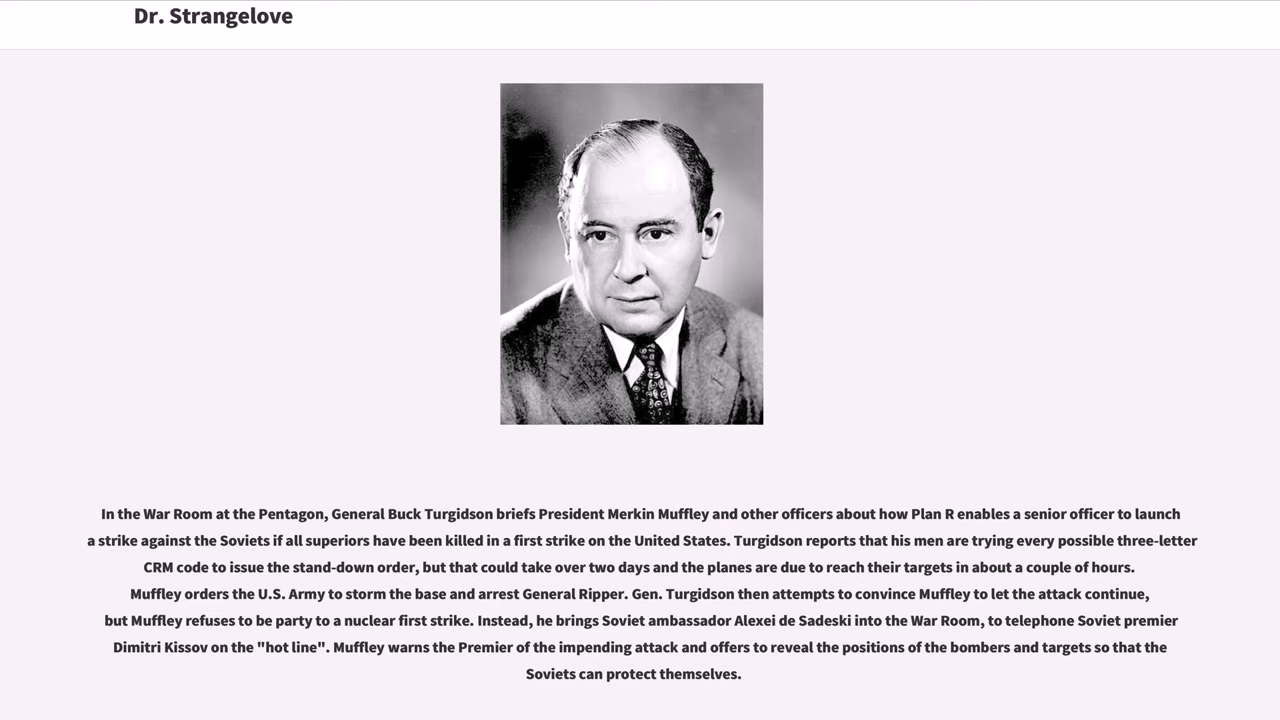 Dr. Strangelove
In the War Room at the Pentagon, General Buck Turgidson briefs President Merkin Muffley and other officers about how Plan R enables a senior officer to launch
a strike against the Soviets if all superiors have been killed in a first strike on the United States. Turgidson reports that his men are trying every possible three-letter
CRM code to issue the stand-down order, but that could take over two days and the planes are due to reach their targets in about a couple of hours.
Muffley orders the U.S. Army to storm the base and arrest General Ripper. Gen. Turgidson then attempts to convince Muffley to let the attack continue,
but Muffley refuses to be party to a nuclear first strike. Instead, he brings Soviet ambassador Alexei de Sadeski into the War Room, to telephone Soviet premier
Dimitri Kissov on the "hot line". Muffley warns the Premier of the impending attack and offers to reveal the positions of the bombers and targets so that the
Soviets can protect themselves.